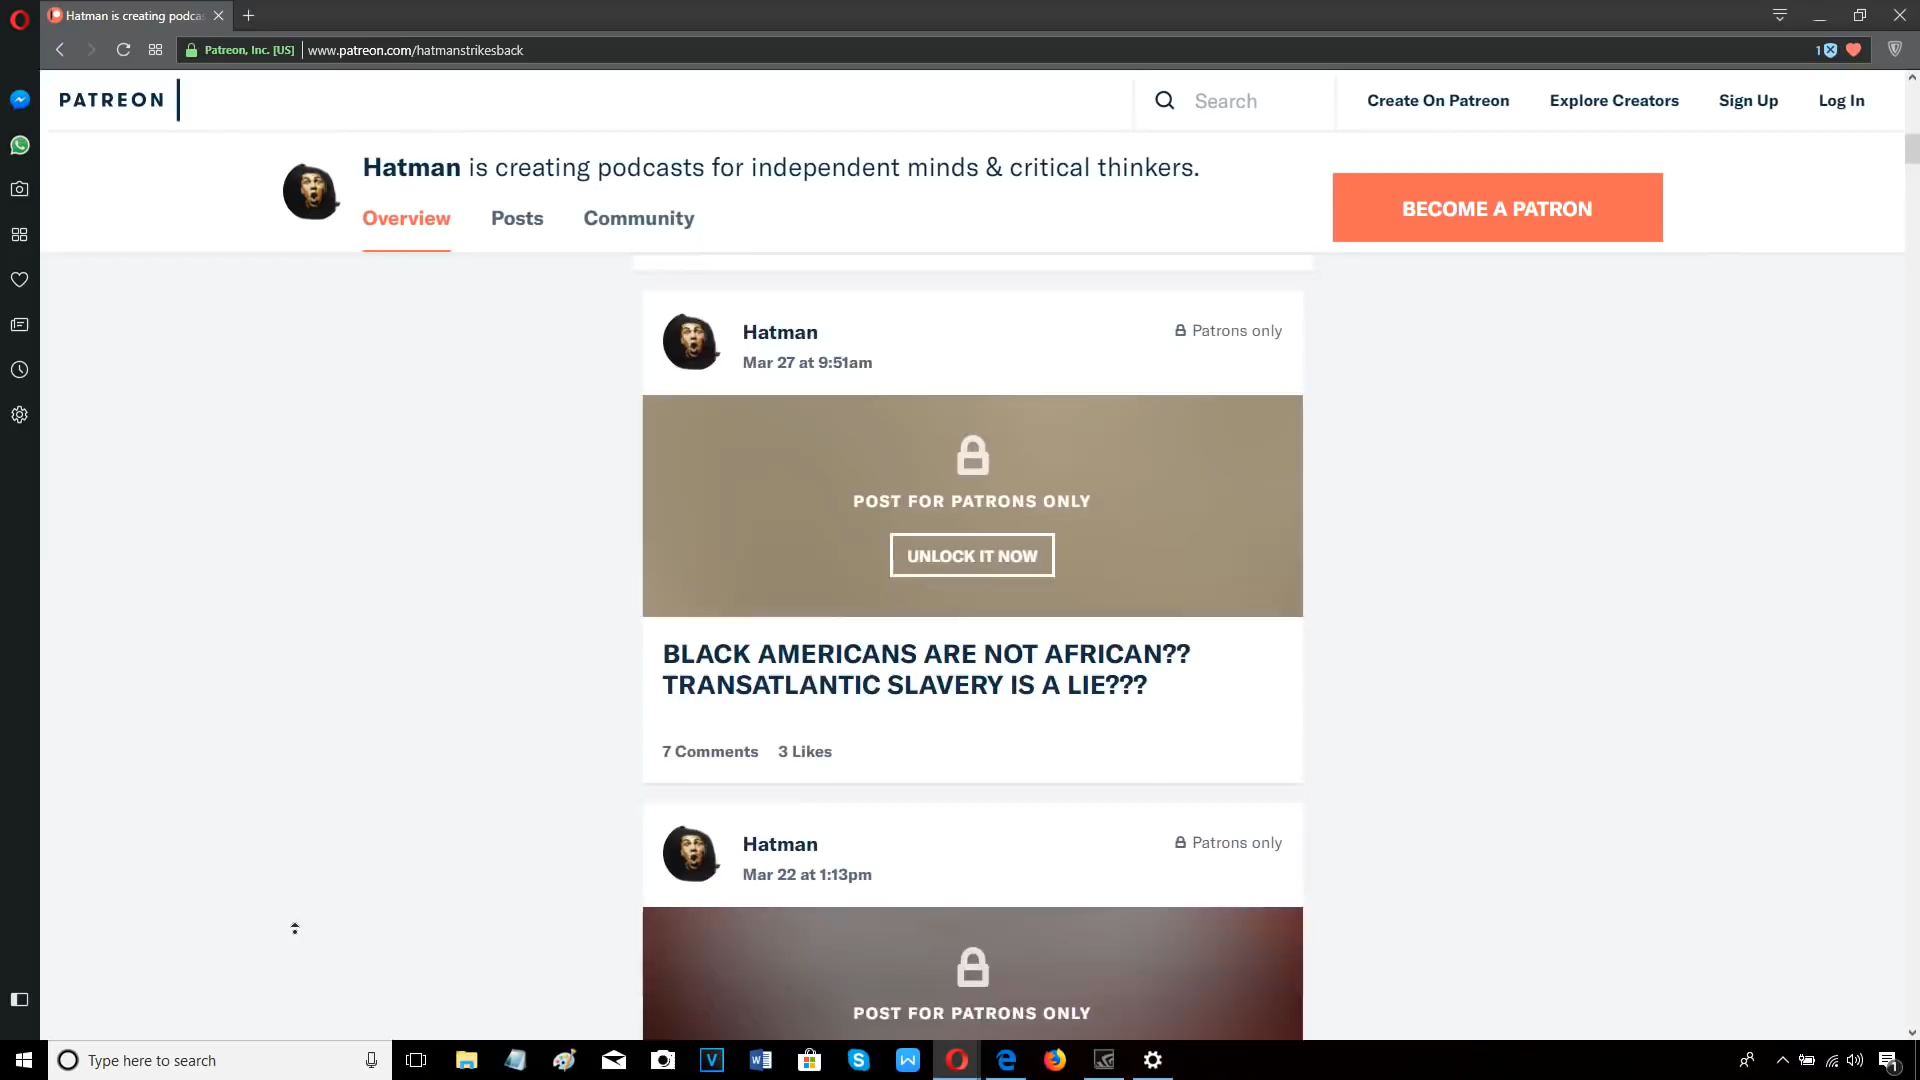 Hatman is creating podca
Patreon, Inc. [US]
www.patreon.com/hatmanstrikesback
1
PATREON
Search
Create On Patreon
Explore Creators
Sign Up
Log In
Hatman is creating podcasts for independent minds & critical thinkers.
Overview
Posts
Community
BECOME A PATRON
Hatman
Patrons only
Mar 27 at 9:51am
POST FOR PATRONS ONLY
UNLOCK IT NOW
BLACK AMERICANS ARE NOT AFRICAN??
TRANSATLANTIC SLAVERY IS A LIE???
7 Comments 3 Likes
Hatman
Patrons only
Mar 22 at 1:13pm
POST FOR PATRONS ONLY
Type here to search
1